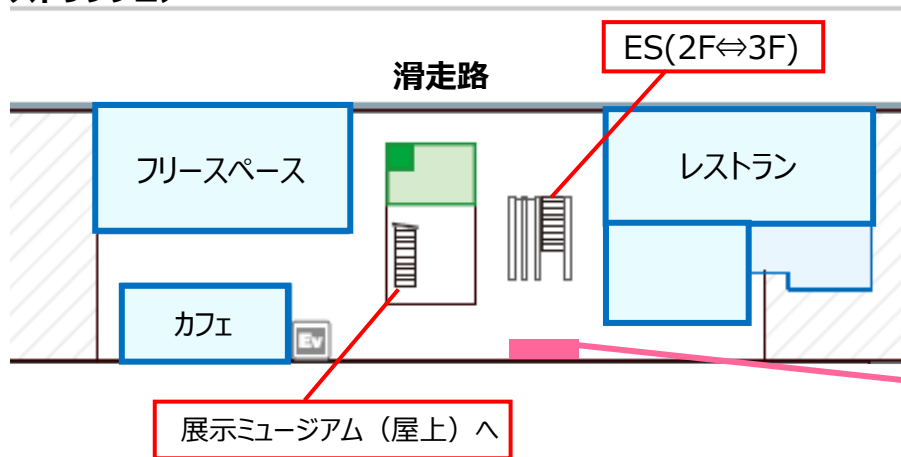 ES(2F⇔3F)
滑走路
フリースペース
レストラン
カフェ
Ev
展示ミュージアム（屋上）へ